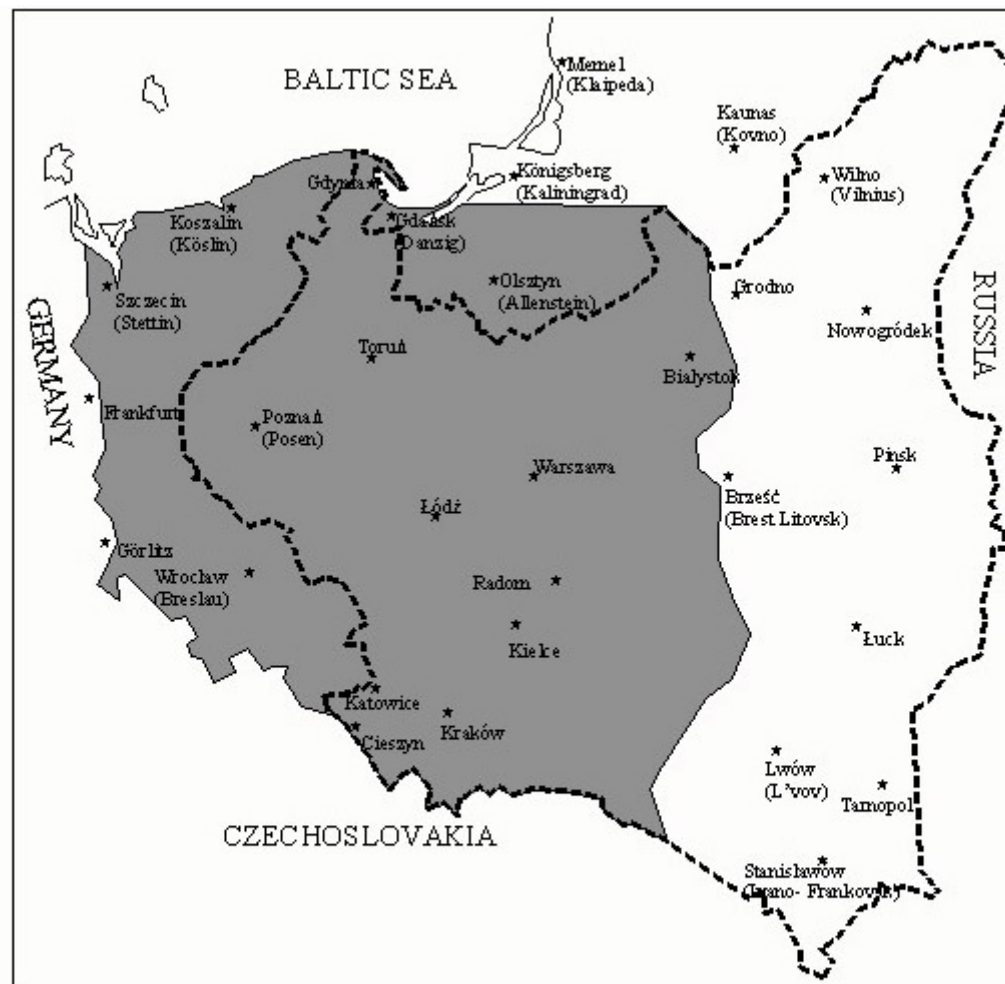 BALTIC SEA
Memel
(Klaipeda)
Kaunas
(Kovno)
Wilno
(Vilnius)
Gdynia
Königsberg
(Kaliningrad)
Koszalin
(Köslin)
Gdańsk
(Danzig)
Szczecin
(Stettin)
Olsztyn
(Allenstein)
Grodno
Nowogródek
GERMANY
RUSSIA
Toruń
Białystok
Frankfurt
Poznań
(Posen)
Warszawa
Pinsk
Brześć
(Brest Litovsk)
Łódź
Görlitz
Wrocław
(Breslau)
Radom
Kielce
Łuck
Katowice
Cieszyn
Kraków
Lwów
(L'vov)
Tarnopol
CZECHOSLOVAKIA
Stanisławów
(Ivano- Frankovsk)